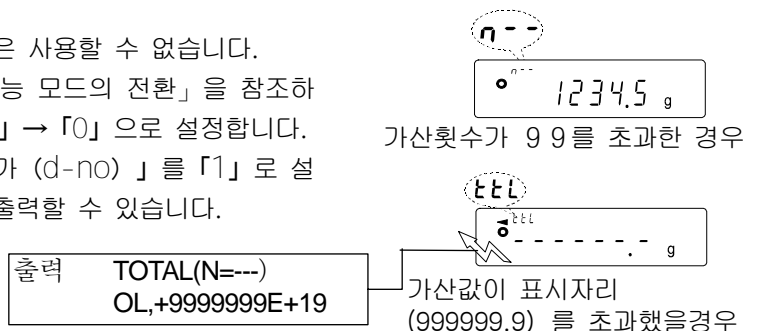 은 사용할 수 없습니다.
능 모드의 전환」을 참조하
」→「0」으로 설정합니다.
가 (d-no) 」를「1」로 설
출력할 수 있습니다.
n--
n--
1234.5 g
가산횟수가 99를 초과한 경우
ttL
ttL
------.- g
출력 TOTAL(N=---)
OL,+9999999E+19
가산값이 표시자리
(999999.9) 를 초과했을경우